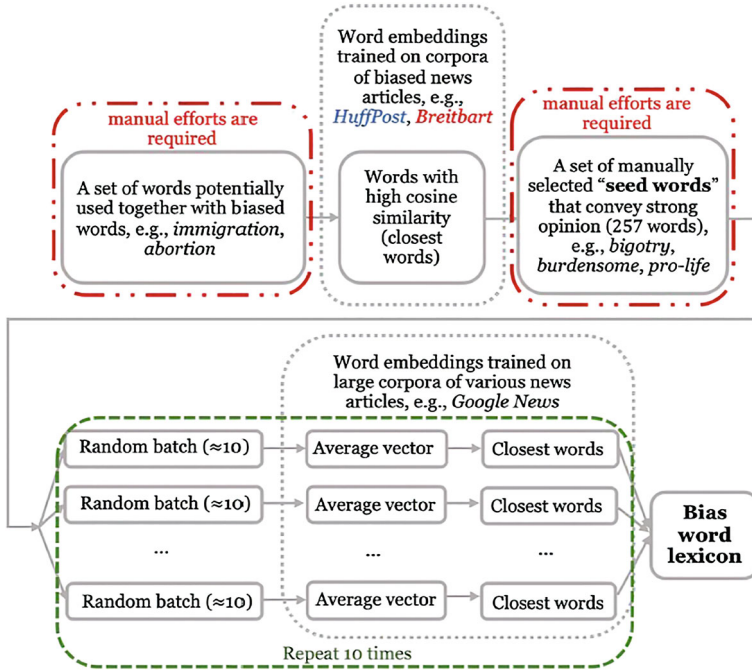 Word embeddings
trained on corpora
of biased news
articles, e.g.,
HuffPost, Breitbart
manual efforts are
required
A set of words potentially
used together with biased
words, e.g., immigration,
abortion
Words with
high cosine
similarity
(closest
words)
manual efforts are
required
A set of manually
selected “seed words”
that convey strong
opinion (257 words),
e.g., bigotry,
burdensome, pro-life
Word embeddings trained on
large corpora of various news
articles, e.g., Google News
Random batch (≈10)
Average vector
Closest words
Random batch (≈10)
Average vector
Closest words
...
...
...
Random batch (≈10)
Average vector
Closest words
Bias
word
lexicon
Repeat 10 times